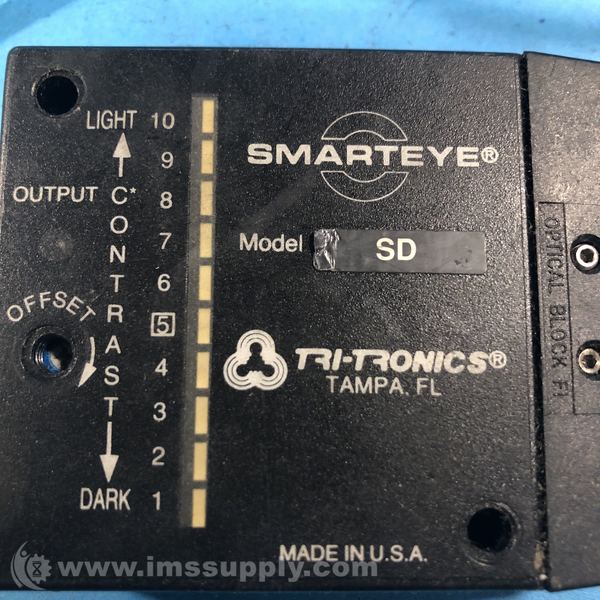 LIGHT 10
9
OUTPUT C* 8
CONTRAST
7
6
OFFSET
5
4
3
2
DARK 1
SMARTEYE®
Model SD
TRI-TRONICS®
TAMPA, FL
MADE IN U.S.A.
OPTICAL BLOCK F1
www.imssupply.com